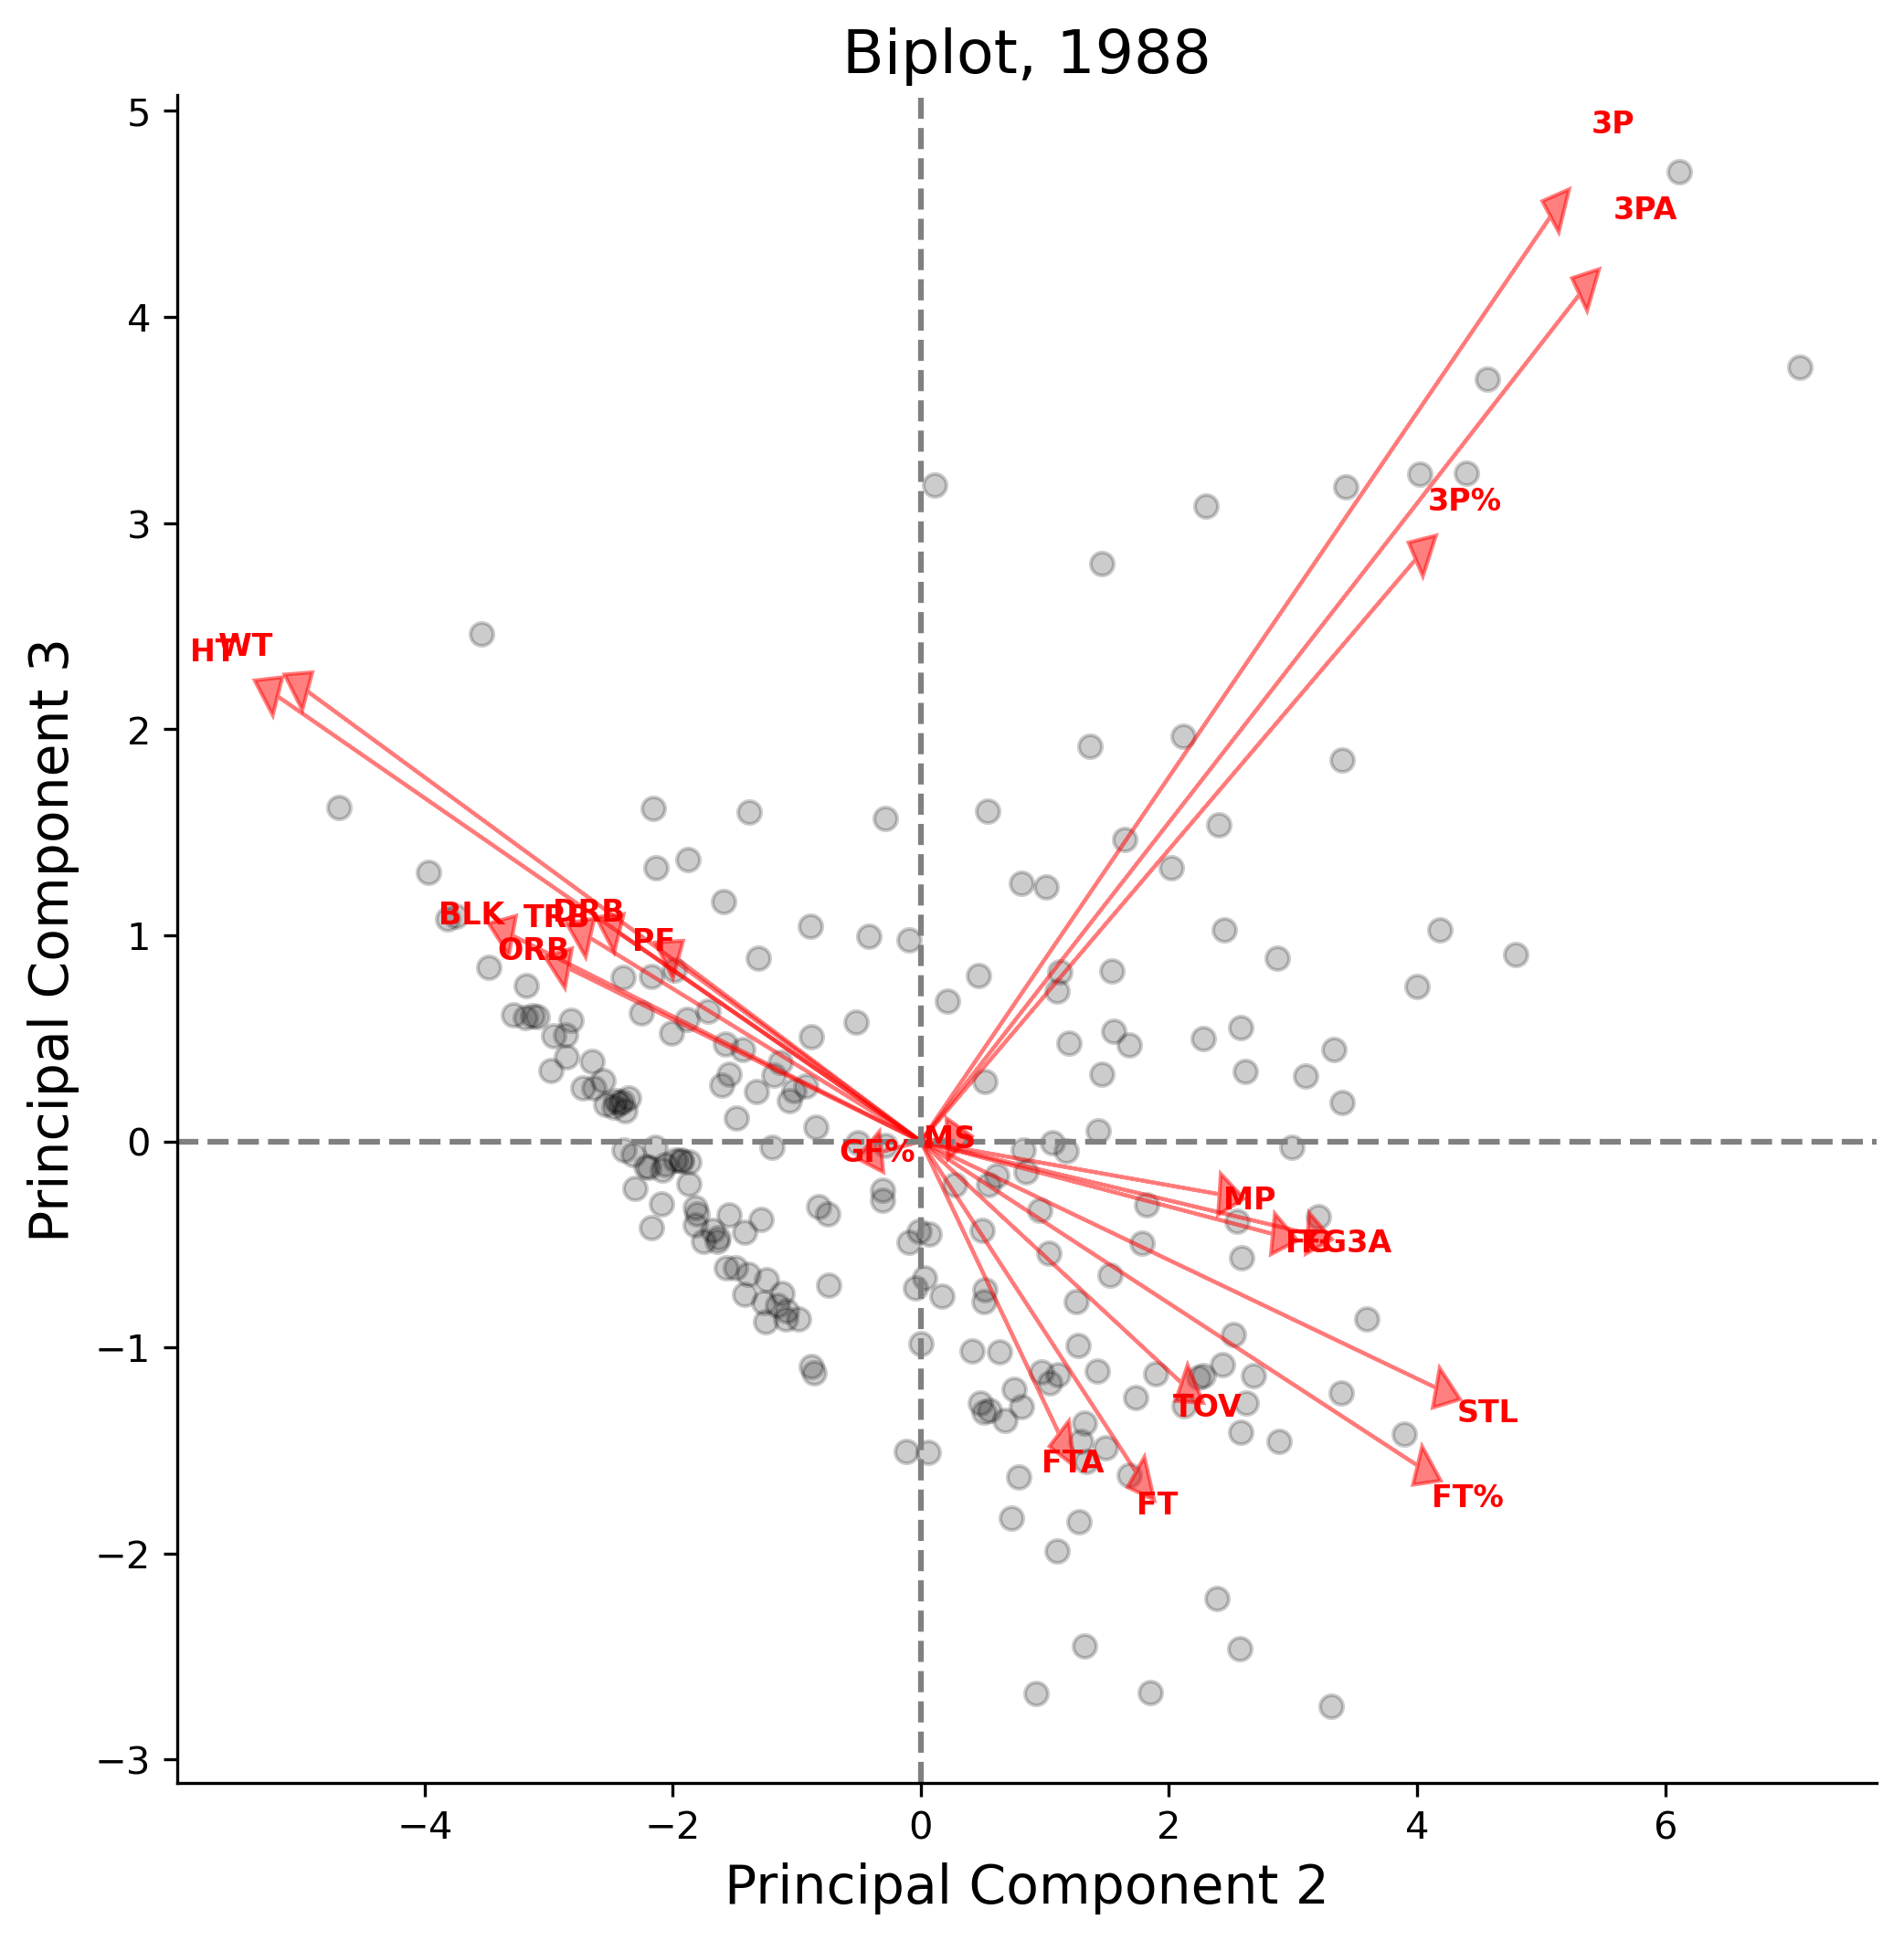 Biplot, 1988
5
3P
3PA
4
3P%
3
HT
WT
2
BLK
TRB
DRB
PF
ORB
1
0
MS
GF%
MP
FG
STL
TOV
−1
FTA
FT
FT%
−2
−3
−4
−2
0
2
4
6
Principal Component 2
Principal Component 3